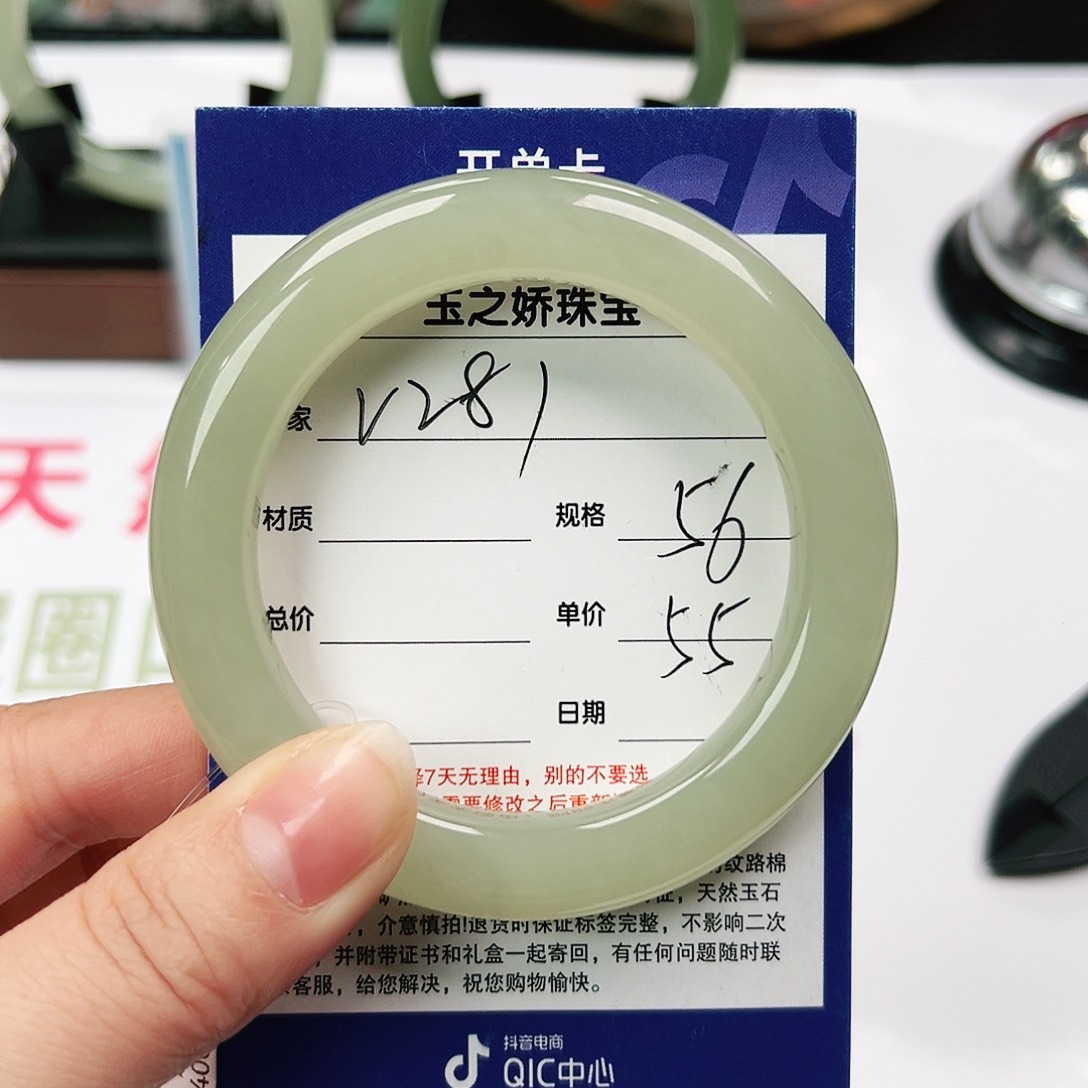 开单卡
玉之娇珠宝
家 V281
材质 规格 56
总价 单价 55
日期
择7天无理由，别的不要选
需要修改之后重新
纹路棉
征，天然玉石
，介意慎拍!退货时保证标签完整，不影响二次
，并附带证书和礼盒一起寄回，有任何问题随时联
客服，给您解决，祝您购物愉快。
抖音电商
QIC中心
天
圈